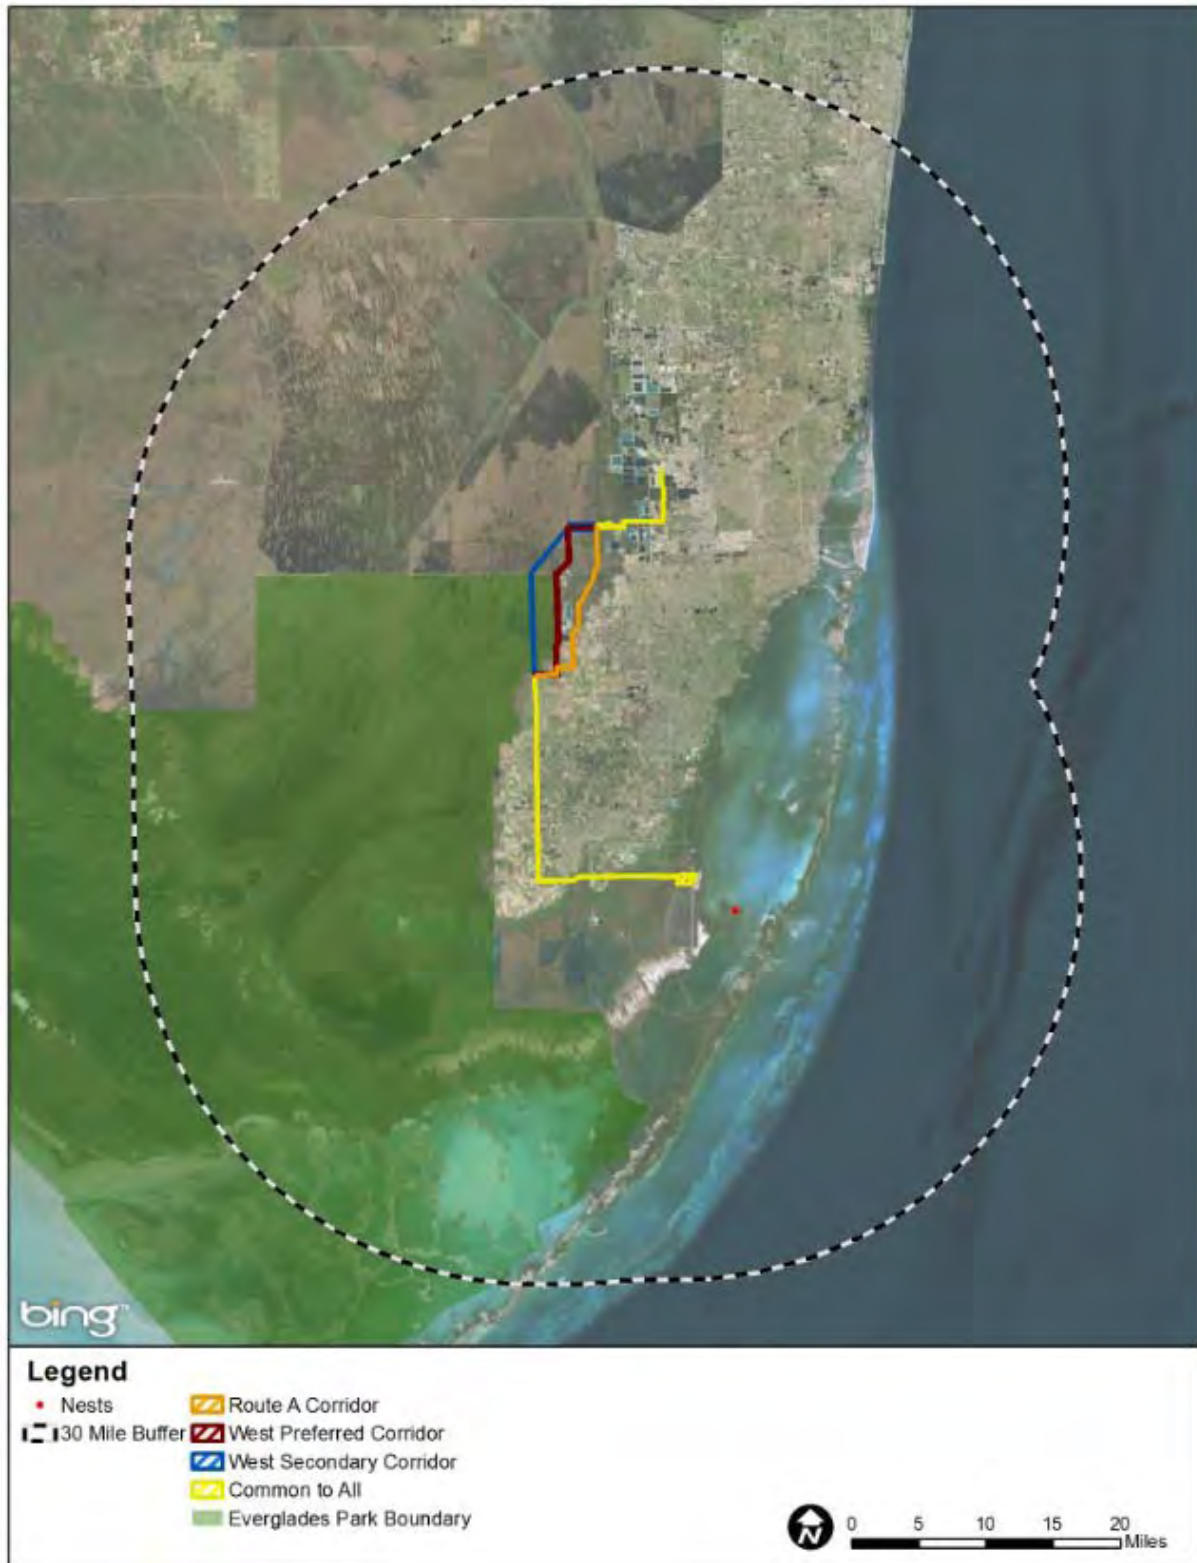 bing™
Legend
Nests
30 Mile Buffer
Route A Corridor
West Preferred Corridor
West Secondary Corridor
Common to All
Everglades Park Boundary
N
0 5 10 15 20
Miles